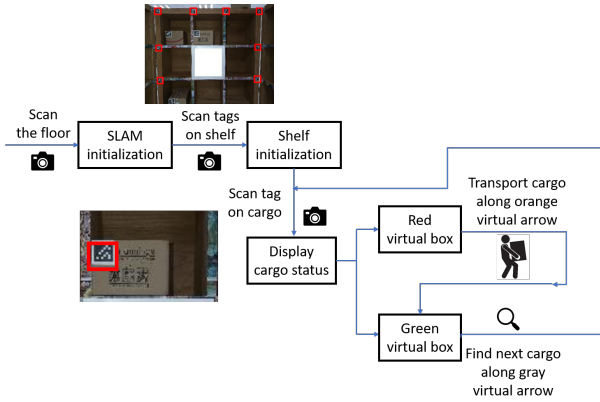 Scan
the floor
SLAM
initialization
Scan tags
on shelf
Shelf
initialization
Scan tag
on cargo
Display
cargo status
Red
virtual box
Transport cargo
along orange
virtual arrow
Green
virtual box
Find next cargo
along gray
virtual arrow